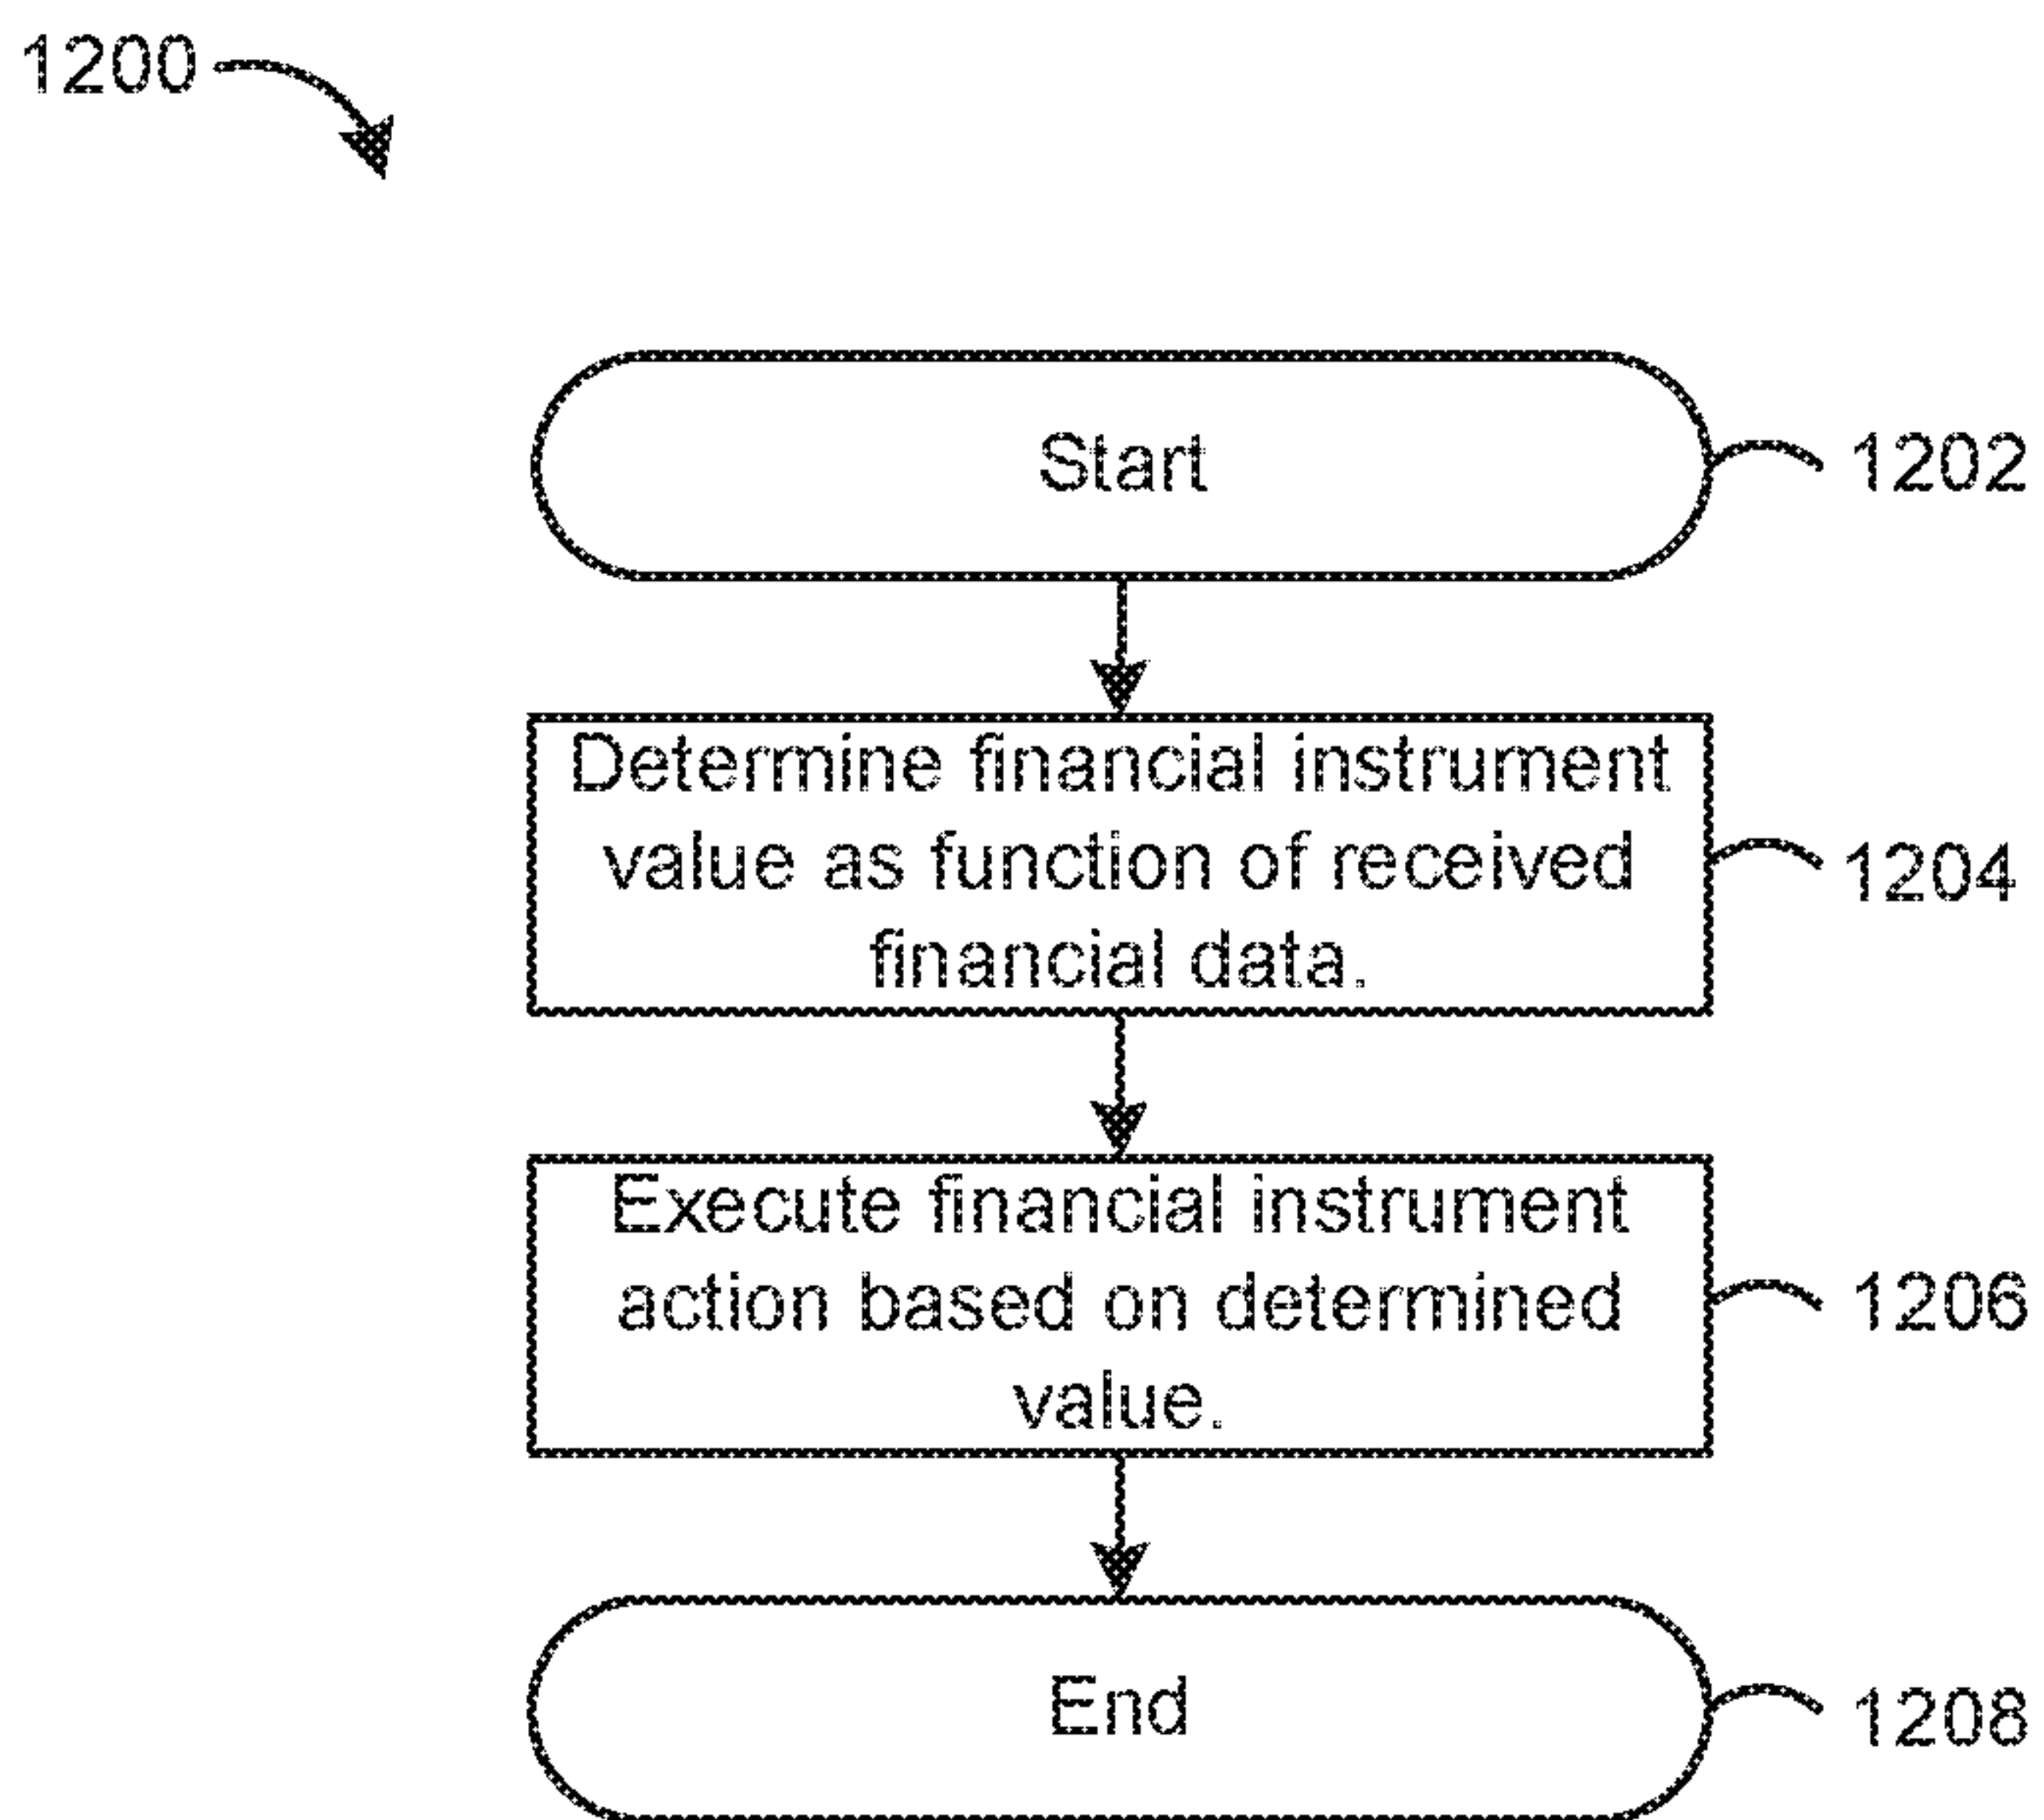 1200
Start
1202
Determine financial instrument
value as function of received
financial data.
1204
Execute financial instrument
action based on determined
value.
1206
End
1208